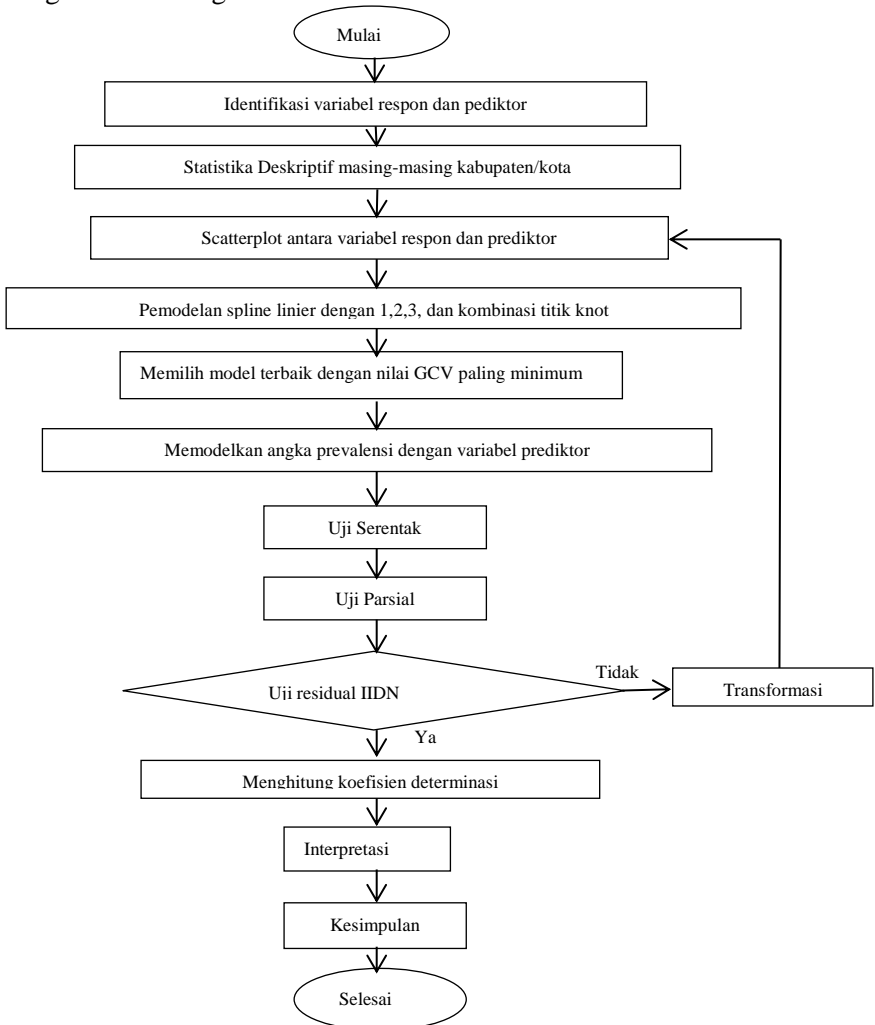 Mulai
Identifikasi variabel respon dan pediktor
Statistika Deskriptif masing-masing kabupaten/kota
Scatterplot antara variabel respon dan prediktor
Pemodelan spline linier dengan 1,2,3, dan kombinasi titik knot
Memilih model terbaik dengan nilai GCV paling minimum
Memodelkan angka prevalensi dengan variabel prediktor
Uji Serentak
Uji Parsial
Uji residual IIDN
Tidak
Transformasi
Ya
Menghitung koefisien determinasi
Interpretasi
Kesimpulan
Selesai